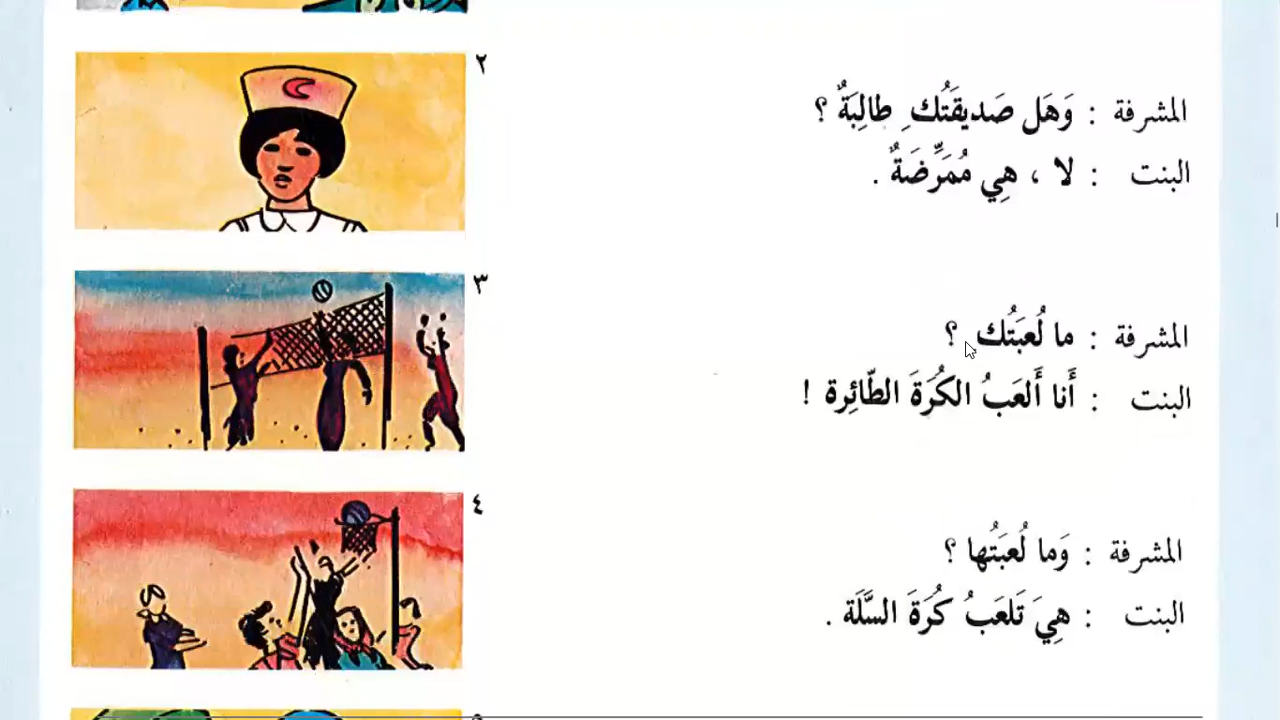 ٢
المشرفة : وَهَل صَديقَتُك ِ طالِبَةٌ ؟
البنت : لا ، هِي مُمَرِّضَةٌ .
٣
المشرفة : ما لُعبَتُك ؟
البنت : أَنا أَلعَبُ الكُرَةَ الطّائِرة !
٤
المشرفة : وَما لُعبَتُها ؟
البنت : هِيَ تَلعَبُ كُرَةَ السَّلَة .